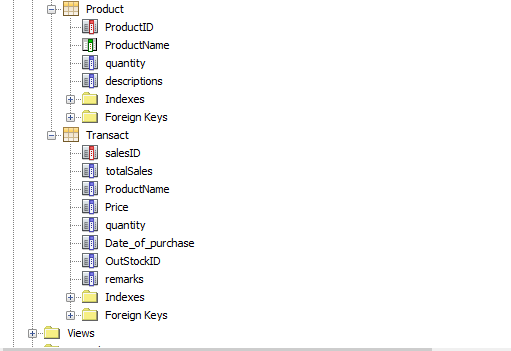 Product
ProductID
ProductName
quantity
descriptions
Indexes
Foreign Keys
Transact
salesID
totalSales
ProductName
Price
quantity
Date_of_purchase
OutStockID
remarks
Indexes
Foreign Keys
Views